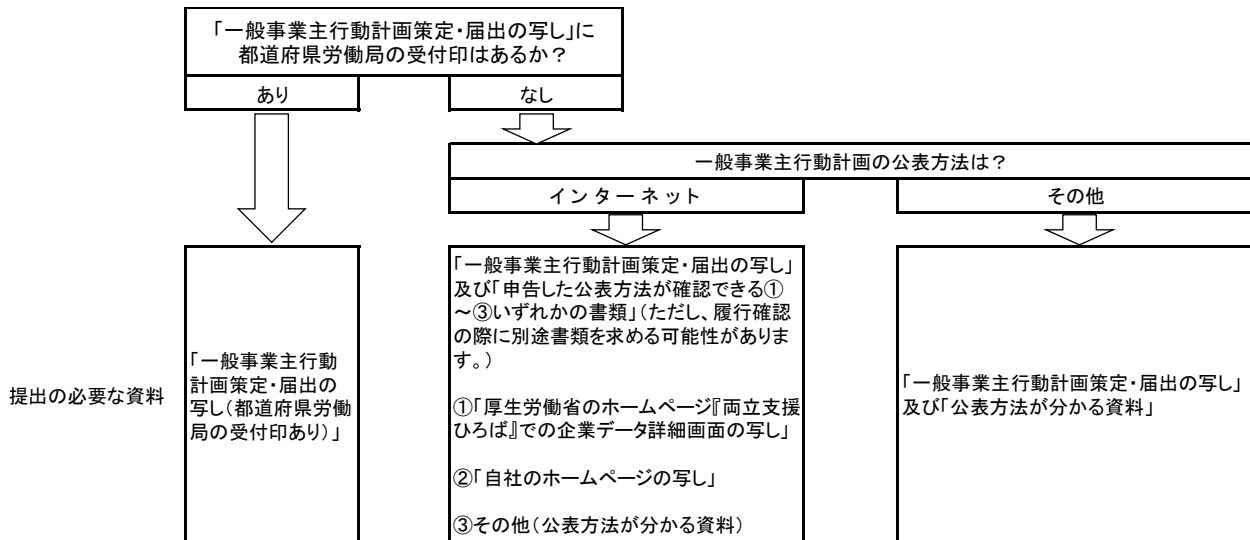 「一般事業主行動計画策定・届出の写し」に
都道府県労働局の受付印はあるか？
あり
なし
一般事業主行動計画の公表方法は？
インターネット
その他
提出の必要な資料
「一般事業主行動
計画策定・届出の
写し（都道府県労働
局の受付印あり）」
「一般事業主行動計画策定・届出の写し」
及び「申告した公表方法が確認できる①
～③いずれかの書類」（ただし、履行確認
の際に別途書類を求める可能性がありま
す。）
①「厚生労働省のホームページ『両立支援
ひろば』での企業データ詳細画面の写し」
②「自社のホームページの写し」
③その他（公表方法が分かる資料）
「一般事業主行動計画策定・届出の写し」
及び「公表方法が分かる資料」